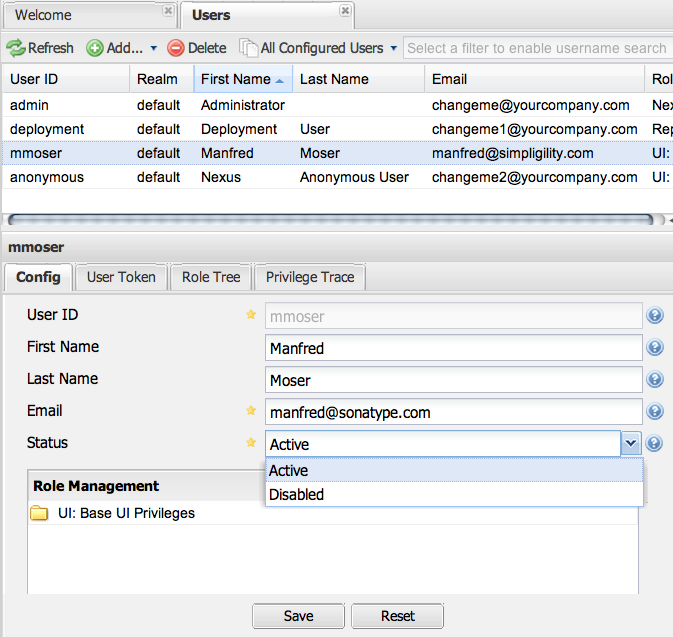 Welcome Users
Refresh Add... Delete All Configured Users Select a filter to enable username search
User ID Realm First Name Last Name Email Rol
admin default Administrator changeme@yourcompany.com Nex
deployment default Deployment User changeme1@yourcompany.com Rep
mmoser default Manfred Moser manfred@simpligility.com UI:
anonymous default Nexus Anonymous User changeme2@yourcompany.com UI:
mmoser
Config User Token Role Tree Privilege Trace
User ID mmoser
First Name Manfred
Last Name Moser
Email manfred@sonatype.com
Status Active
Active
Disabled
Role Management
UI: Base UI Privileges
Save Reset